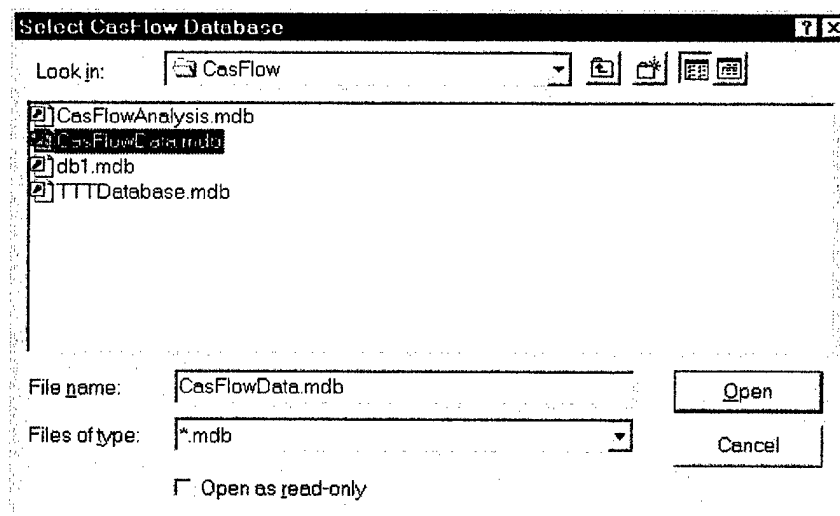 Select CasFlow Database
Look in: CasFlow
CasFlowAnalysis.mdb
CasFlowData.mdb
db1.mdb
TTTDatabase.mdb
File name: CasFlowData.mdb Open
Files of type: *.mdb Cancel
Open as read-only